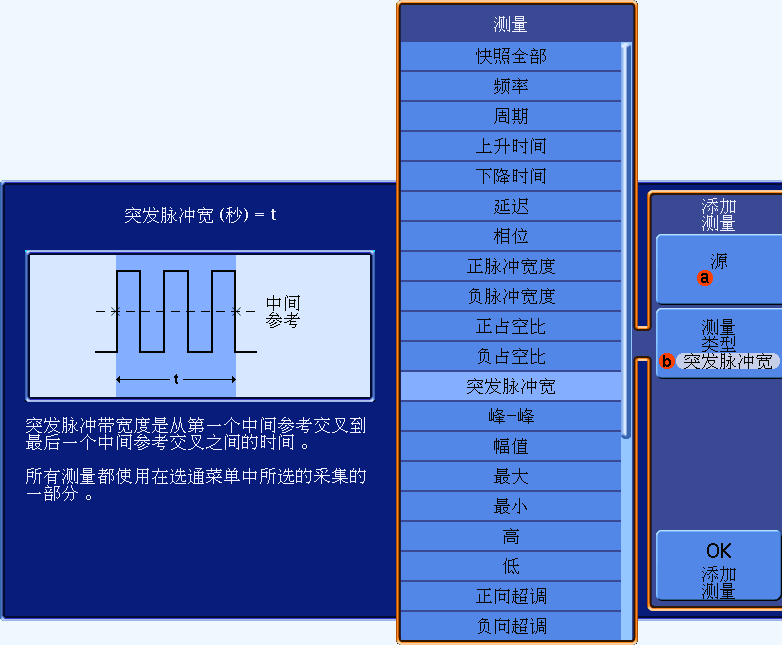 突发脉冲宽 (秒) = t
中间
参考
t
突发脉冲带宽度是从第一个中间参考交叉到
最后一个中间参考交叉之间的时间。
所有测量都使用在选通菜单中所选的采集的
一部分。
测量
快照全部
频率
周期
上升时间
下降时间
延迟
相位
正脉冲宽度
负脉冲宽度
正占空比
负占空比
突发脉冲宽
峰-峰
幅值
最大
最小
高
低
正向超调
负向超调
添加
测量
源
a
测量
类型
b 突发脉冲宽
OK
添加
测量